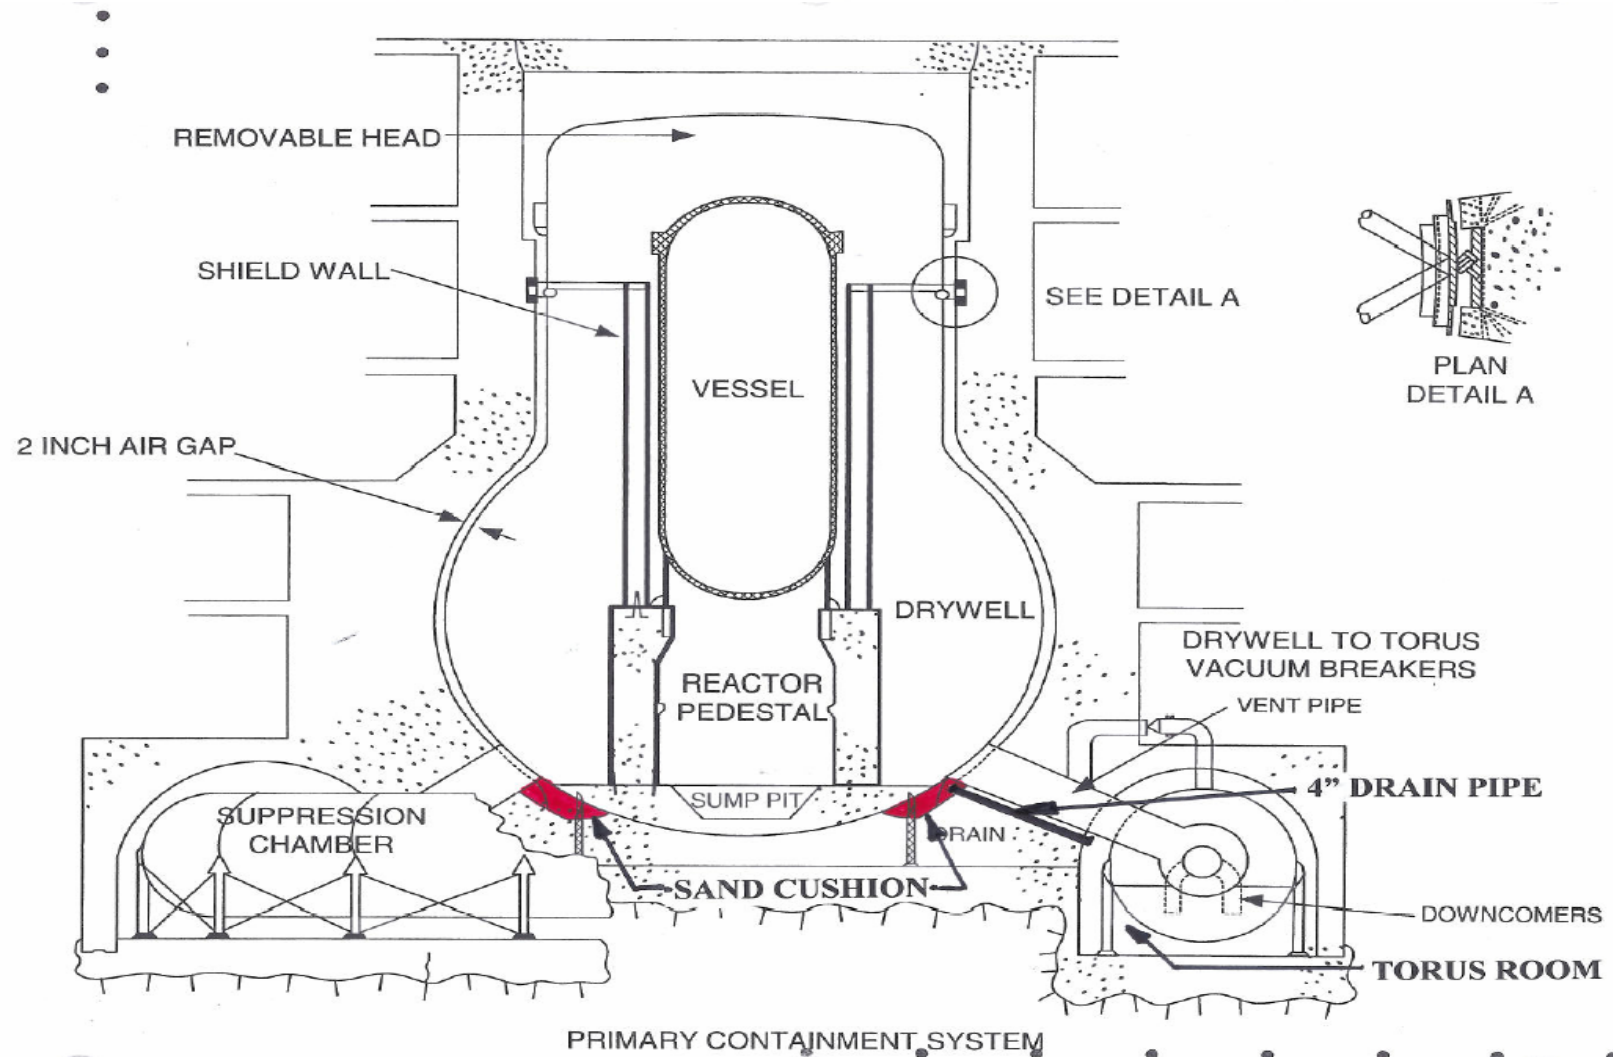 REMOVABLE HEAD
SHIELD WALL
SEE DETAIL A
VESSEL
PLAN
DETAIL A
2 INCH AIR GAP
DRYWELL
DRYWELL TO TORUS
VACUUM BREAKERS
REACTOR
PEDESTAL
VENT PIPE
4” DRAIN PIPE
SUMP PIT
SUPPRESSION
CHAMBER
DRAIN
SAND CUSHION
DOWNCOMERS
TORUS ROOM
PRIMARY CONTAINMENT SYSTEM